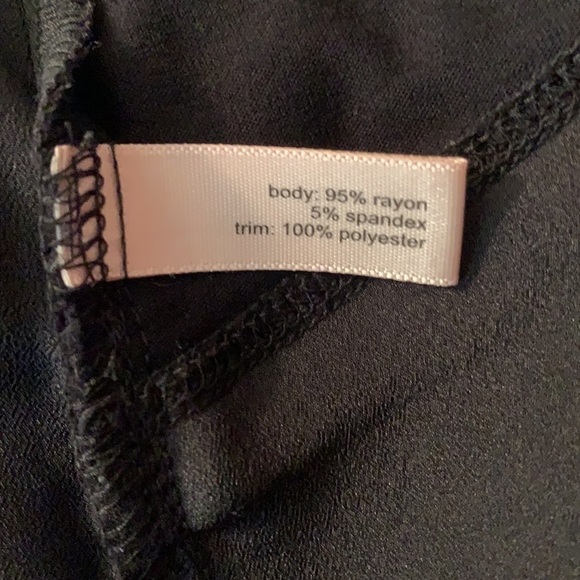 body: 95% rayon
5% spandex
trim: 100% polyester